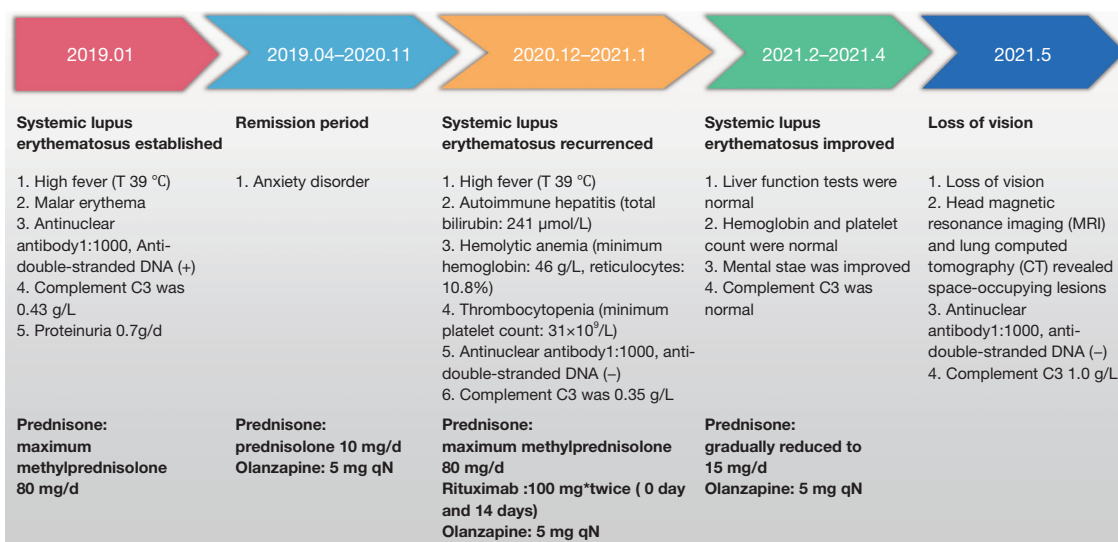 2019.01
2019.04–2020.11
2020.12–2021.1
2021.2–2021.4
2021.5
Systemic lupus
erythematosus established
1. High fever (T 39 ℃)
2. Malar erythema
3. Antinuclear
antibody1:1000, Anti-
double-stranded DNA (+)
4. Complement C3 was
0.43 g/L
5. Proteinuria 0.7g/d
Prednisone:
maximum
methylprednisolone
80 mg/d
Remission period
1. Anxiety disorder
Prednisone:
prednisolone 10 mg/d
Olanzapine: 5 mg qN
Systemic lupus
erythematosus recurrenced
1. High fever (T 39 ℃)
2. Autoimmune hepatitis (total
bilirubin: 241 μmol/L)
3. Hemolytic anemia (minimum
hemoglobin: 46 g/L, reticulocytes:
10.8%)
4. Thrombocytopenia (minimum
platelet count: 31×10⁹/L)
5. Antinuclear antibody1:1000, anti-
double-stranded DNA (–)
6. Complement C3 was 0.35 g/L
Prednisone:
maximum methylprednisolone
80 mg/d
Rituximab :100 mg*twice ( 0 day
and 14 days)
Olanzapine: 5 mg qN
Systemic lupus
erythematosus improved
1. Liver function tests were
normal
2. Hemoglobin and platelet
count were normal
3. Mental stae was improved
4. Complement C3 was
normal
Prednisone:
gradually reduced to
15 mg/d
Olanzapine: 5 mg qN
Loss of vision
1. Loss of vision
2. Head magnetic
resonance imaging (MRI)
and lung computed
tomography (CT) revealed
space-occupying lesions
3. Antinuclear
antibody1:1000, anti-
double-stranded DNA (–)
4. Complement C3 1.0 g/L